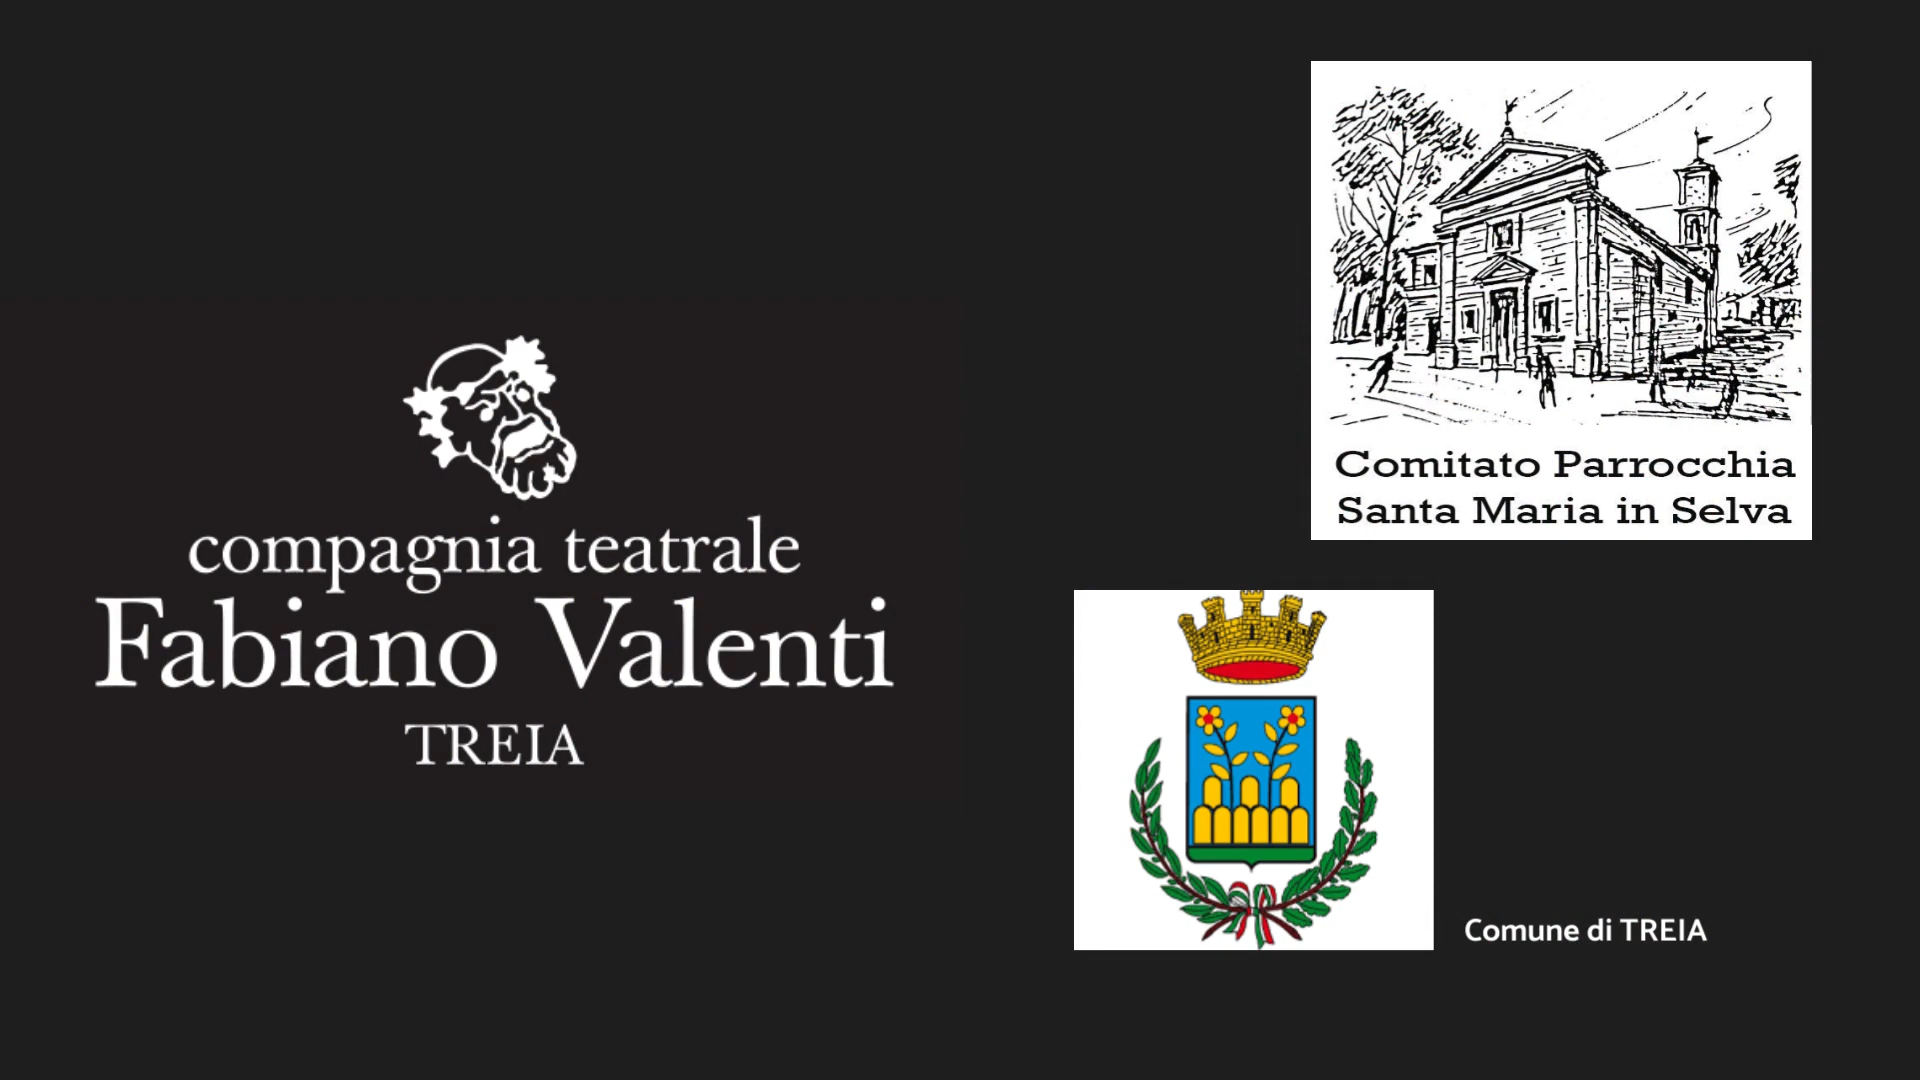 compagnia teatrale
Fabiano Valenti
TREIA
Comitato Parrocchia
Santa Maria in Selva
Comune di TREIA